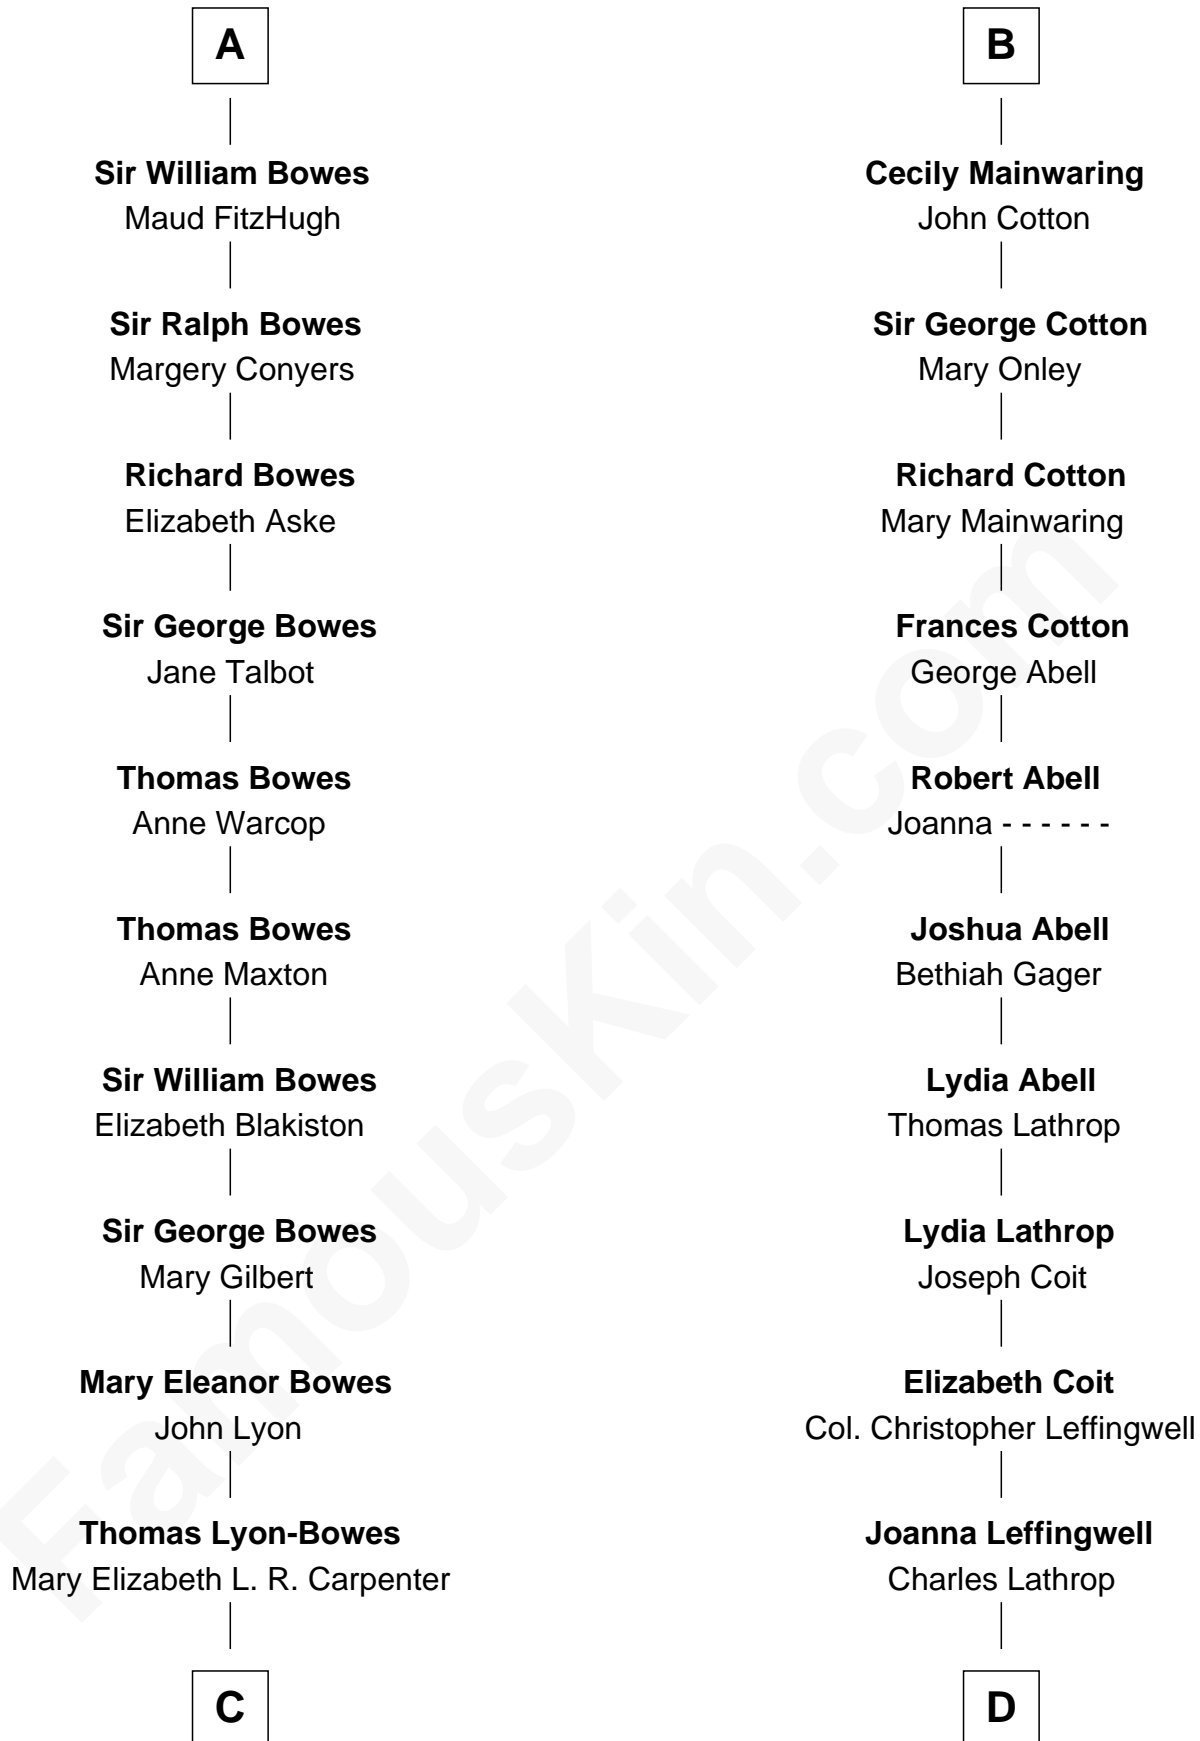 A
Sir William Bowes
Maud FitzHugh
Sir Ralph Bowes
Margery Conyers
Richard Bowes
Elizabeth Aske
Sir George Bowes
Jane Talbot
Thomas Bowes
Anne Warcop
Thomas Bowes
Anne Maxton
Sir William Bowes
Elizabeth Blakiston
Sir George Bowes
Mary Gilbert
Mary Eleanor Bowes
John Lyon
Thomas Lyon-Bowes
Mary Elizabeth L. R. Carpenter
C
B
Cecily Mainwaring
John Cotton
Sir George Cotton
Mary Onley
Richard Cotton
Mary Mainwaring
Frances Cotton
George Abell
Robert Abell
Joanna - - - - - -
Joshua Abell
Bethiah Gager
Lydia Abell
Thomas Lathrop
Lydia Lathrop
Joseph Coit
Elizabeth Coit
Col. Christopher Leffingwell
Joanna Leffingwell
Charles Lathrop
D
FamousKin.com